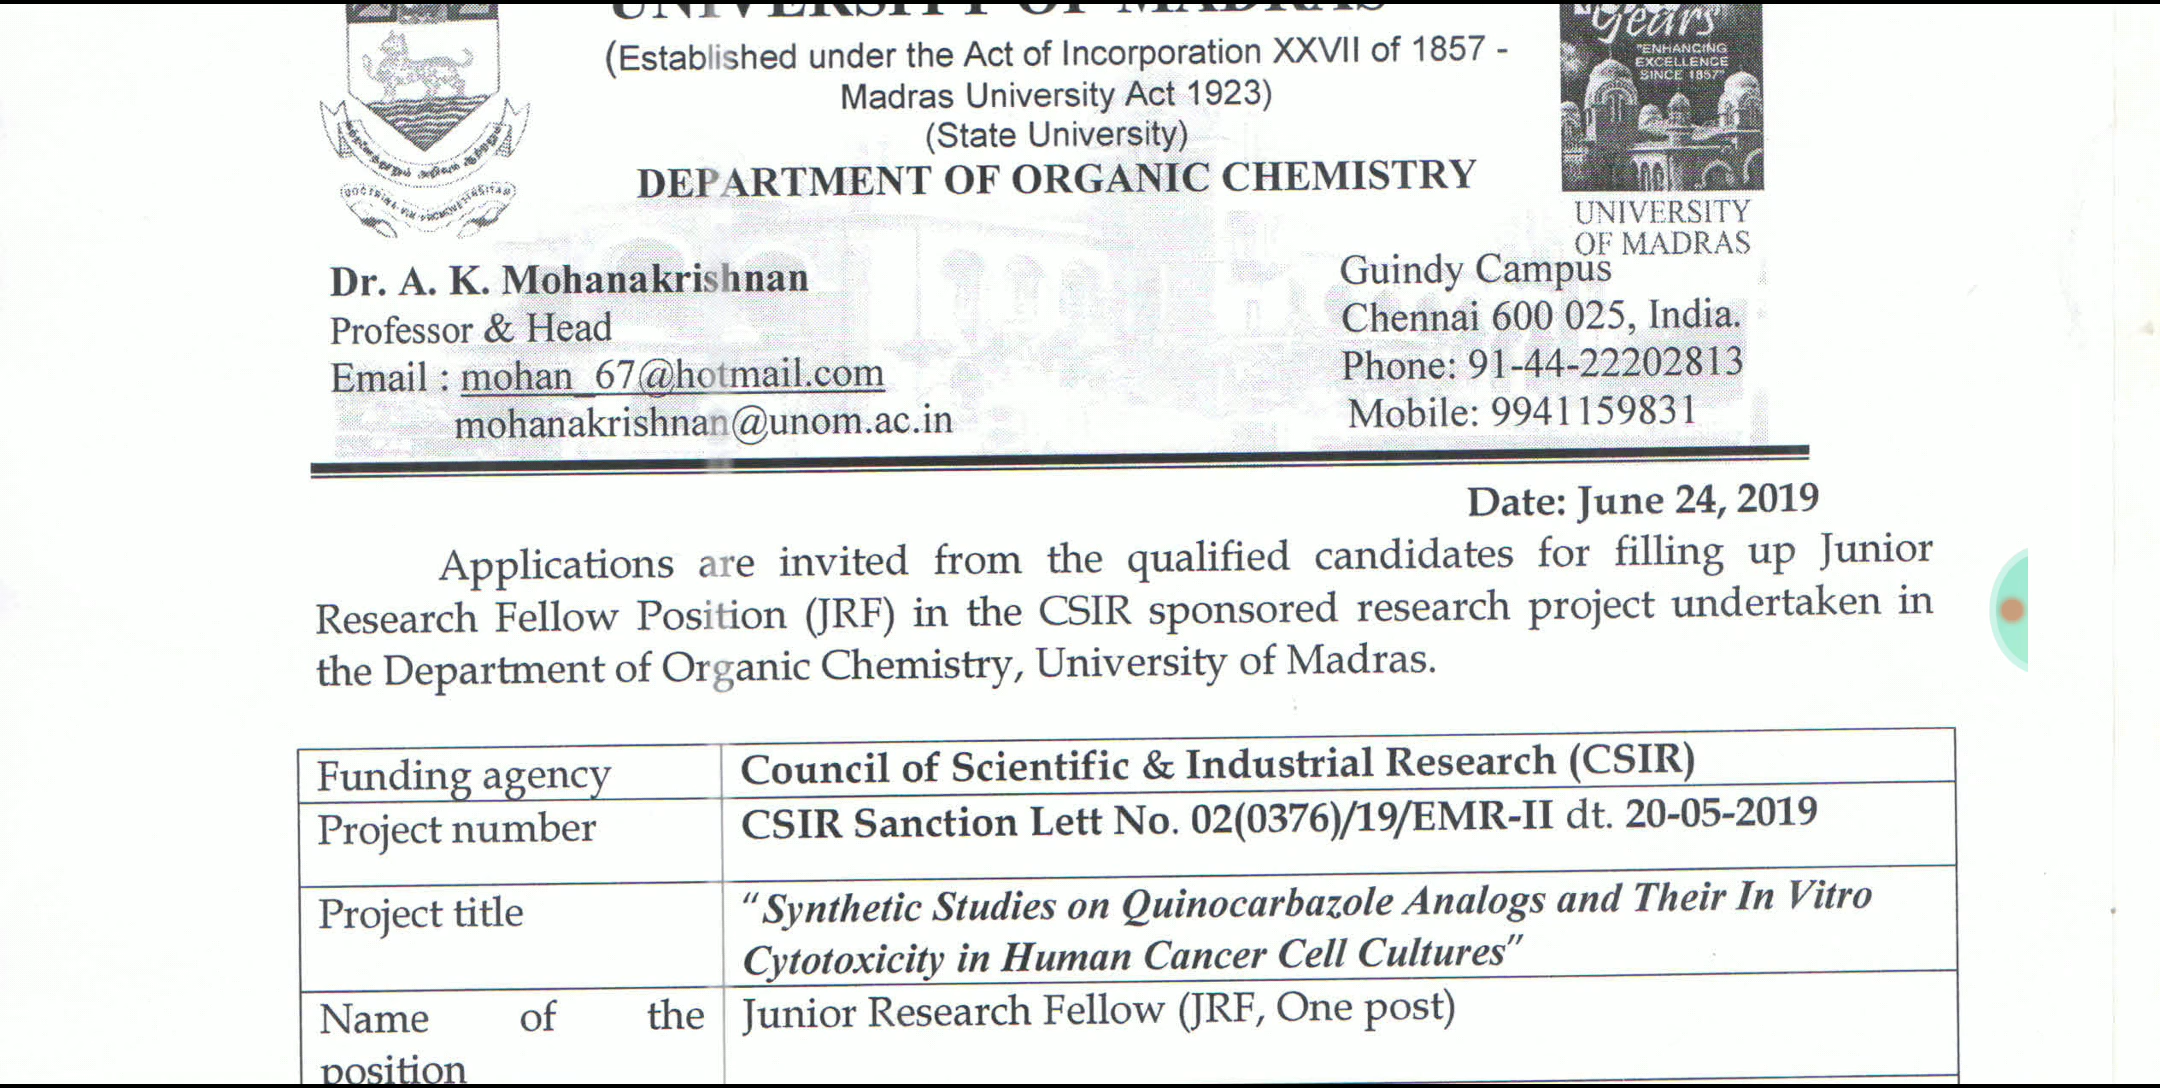 UNIVERSITY OF MADRAS
(Established under the Act of Incorporation XXVII of 1857 -
Madras University Act 1923)
(State University)
DEPARTMENT OF ORGANIC CHEMISTRY
Years
"ENHANCING
EXCELLENCE
SINCE 1857"
UNIVERSITY
OF MADRAS
Dr. A. K. Mohanakrishnan
Professor & Head
Email : mohan_67@hotmail.com
mohanakrishnan@unom.ac.in
Guindy Campus
Chennai 600 025, India.
Phone: 91-44-22202813
Mobile: 9941159831
Date: June 24, 2019
Applications are invited from the qualified candidates for filling up Junior
Research Fellow Position (JRF) in the CSIR sponsored research project undertaken in
the Department of Organic Chemistry, University of Madras.
Funding agency Council of Scientific & Industrial Research (CSIR)
Project number CSIR Sanction Lett No. 02(0376)/19/EMR-II dt. 20-05-2019
Project title "Synthetic Studies on Quinocarbazole Analogs and Their In Vitro
Cytotoxicity in Human Cancer Cell Cultures"
Name of the Junior Research Fellow (JRF, One post)
position